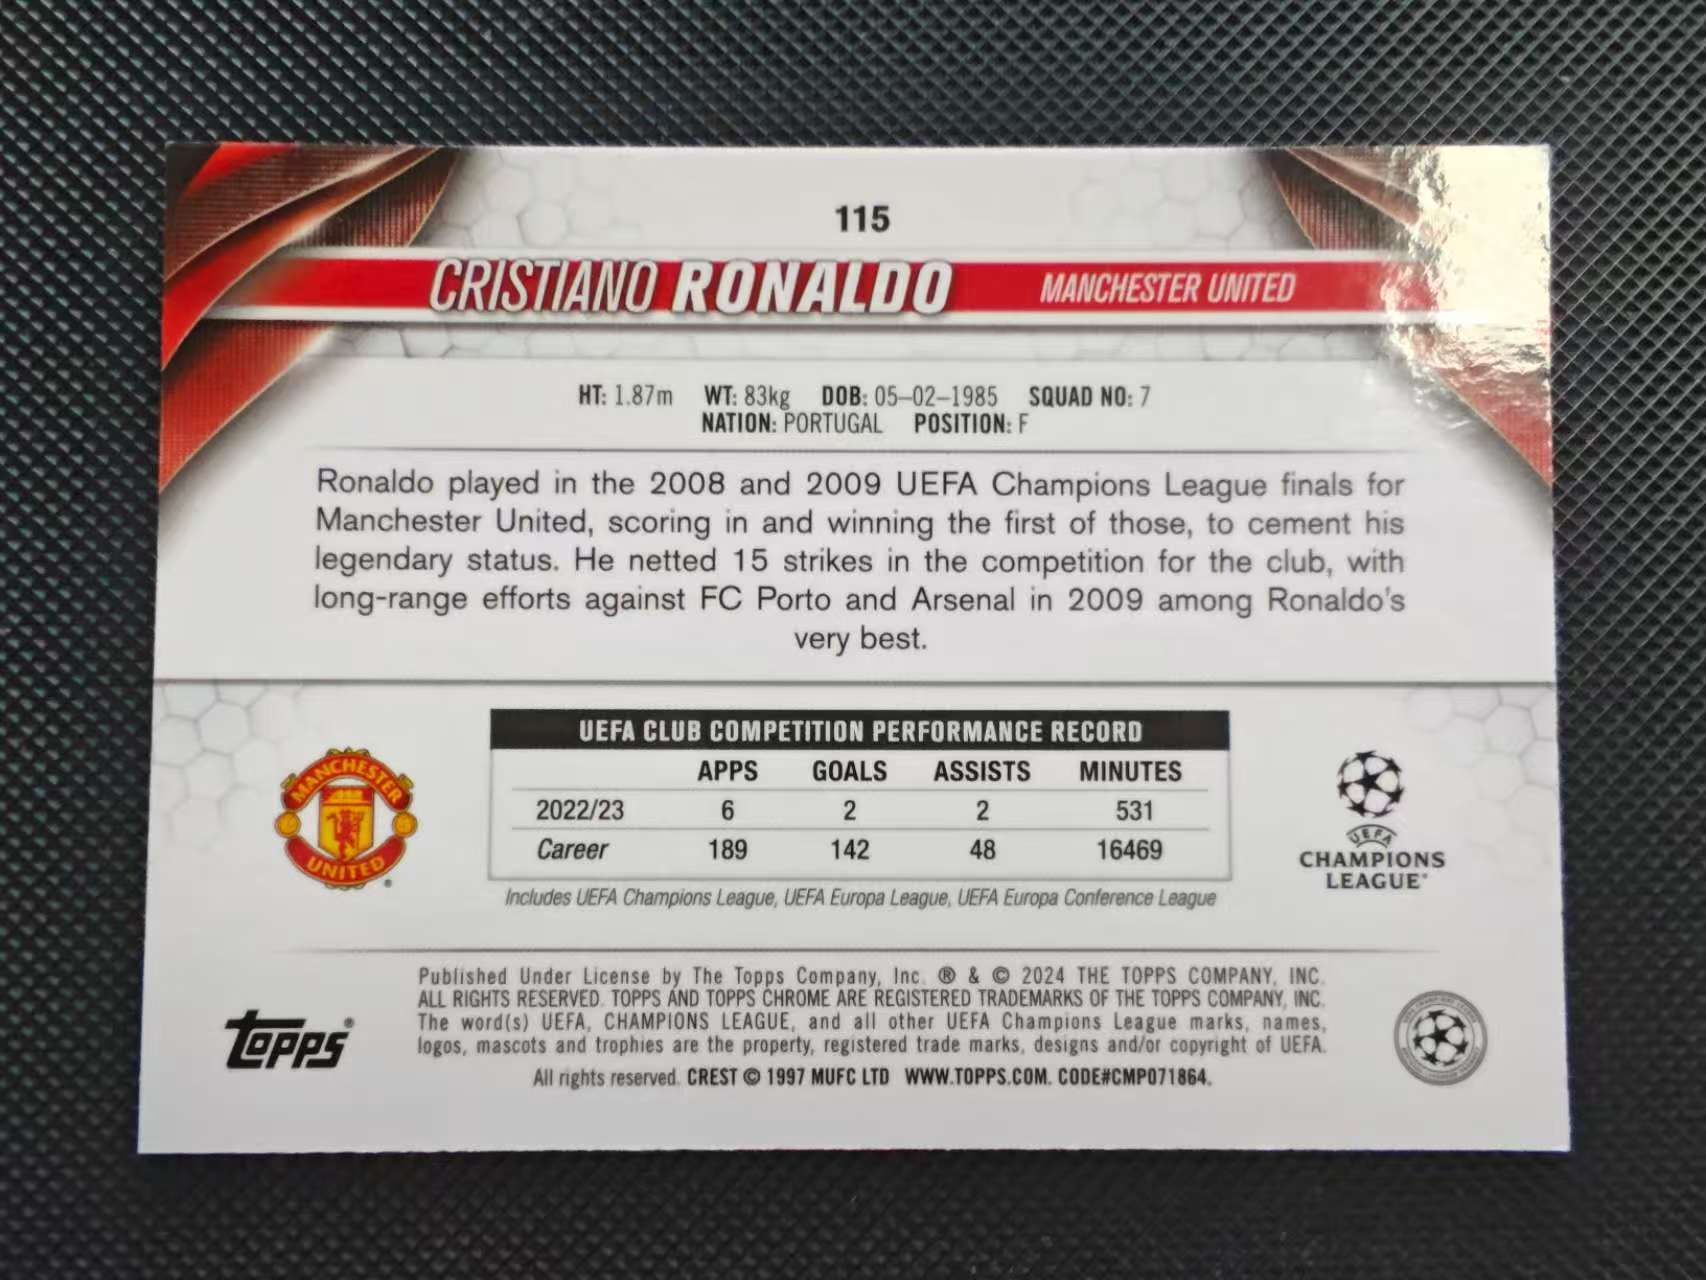 115
CRISTIANO RONALDO MANCHESTER UNITED
HT: 1.87m WT: 83kg DOB: 05–02–1985 SQUAD NO: 7
NATION: PORTUGAL POSITION: F
Ronaldo played in the 2008 and 2009 UEFA Champions League finals for
Manchester United, scoring in and winning the first of those, to cement his
legendary status. He netted 15 strikes in the competition for the club, with
long-range efforts against FC Porto and Arsenal in 2009 among Ronaldo's
very best.
UEFA CLUB COMPETITION PERFORMANCE RECORD
APPS GOALS ASSISTS MINUTES
2022/23 6 2 2 531
Career 189 142 48 16469
Includes UEFA Champions League, UEFA Europa League, UEFA Europa Conference League
MANCHESTER
UNITED
®
UEFA
CHAMPIONS
LEAGUE®
Published Under License by The Topps Company, Inc. ® & © 2024 THE TOPPS COMPANY, INC.
ALL RIGHTS RESERVED. TOPPS AND TOPPS CHROME ARE REGISTERED TRADEMARKS OF THE TOPPS COMPANY, INC.
The word(s) UEFA, CHAMPIONS LEAGUE, and all other UEFA Champions League marks, names,
logos, mascots and trophies are the property, registered trade marks, designs and/or copyright of UEFA.
All rights reserved. CREST © 1997 MUFC LTD WWW.TOPPS.COM. CODE#CMP071864.
Topps®